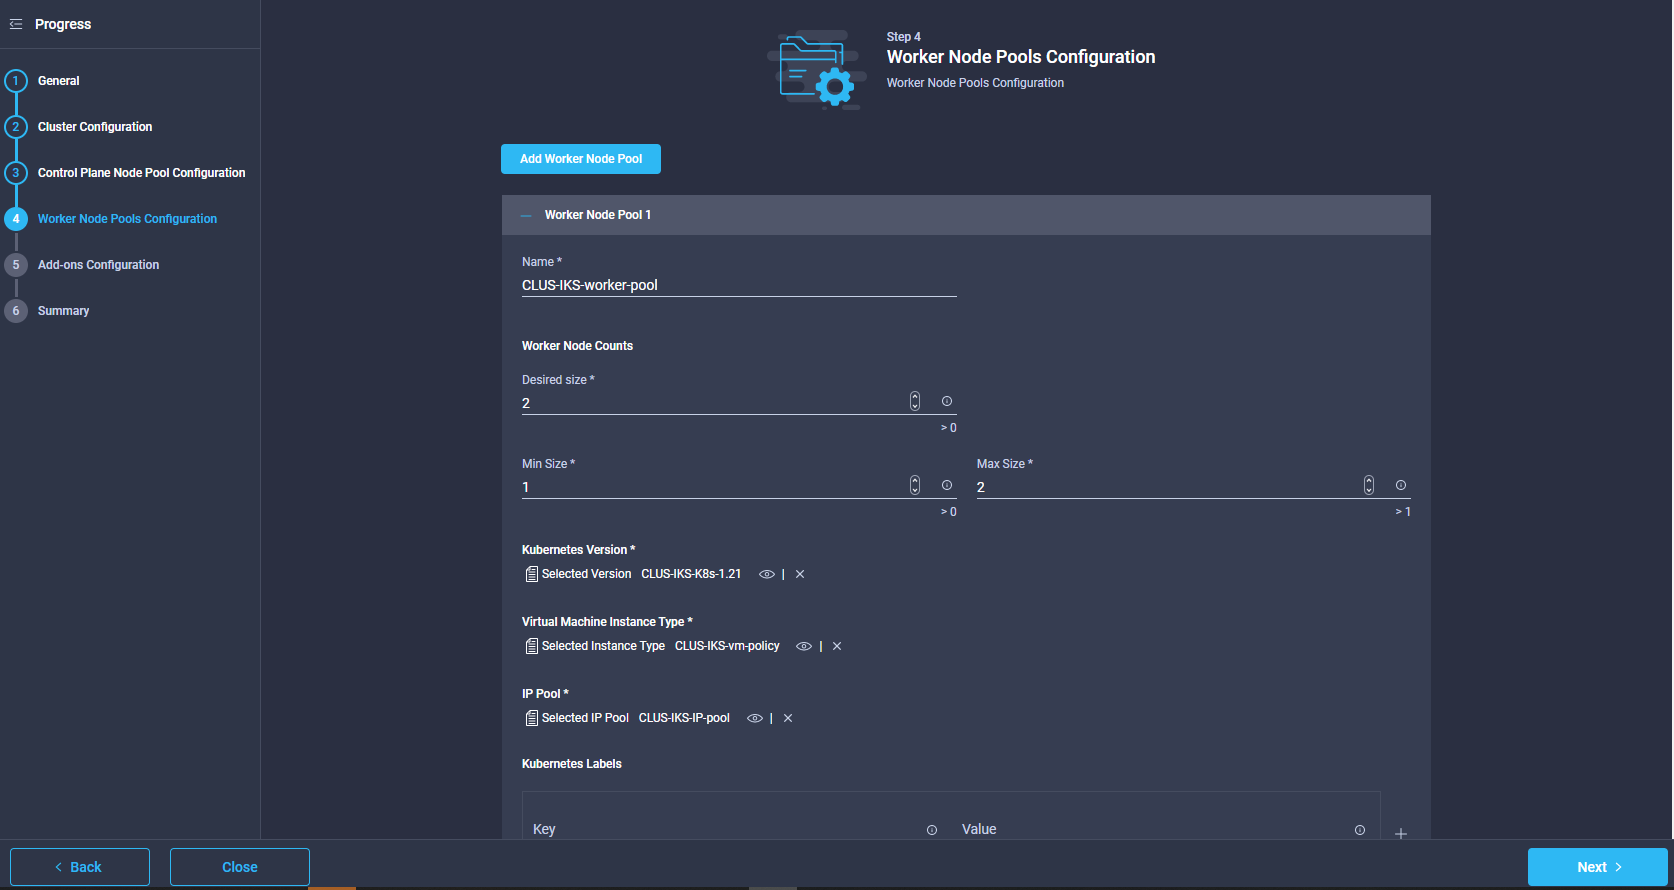 Progress
1 General
2 Cluster Configuration
3 Control Plane Node Pool Configuration
4 Worker Node Pools Configuration
5 Add-ons Configuration
6 Summary
Step 4
Worker Node Pools Configuration
Worker Node Pools Configuration
Add Worker Node Pool
Worker Node Pool 1
Name *
CLUS-IKS-worker-pool
Worker Node Counts
Desired size *
2
> 0
Min Size *
1
> 0
Max Size *
2
> 1
Kubernetes Version *
Selected Version CLUS-IKS-K8s-1.21
Virtual Machine Instance Type *
Selected Instance Type CLUS-IKS-vm-policy
IP Pool *
Selected IP Pool CLUS-IKS-IP-pool
Kubernetes Labels
Key
Value
< Back
Close
Next >